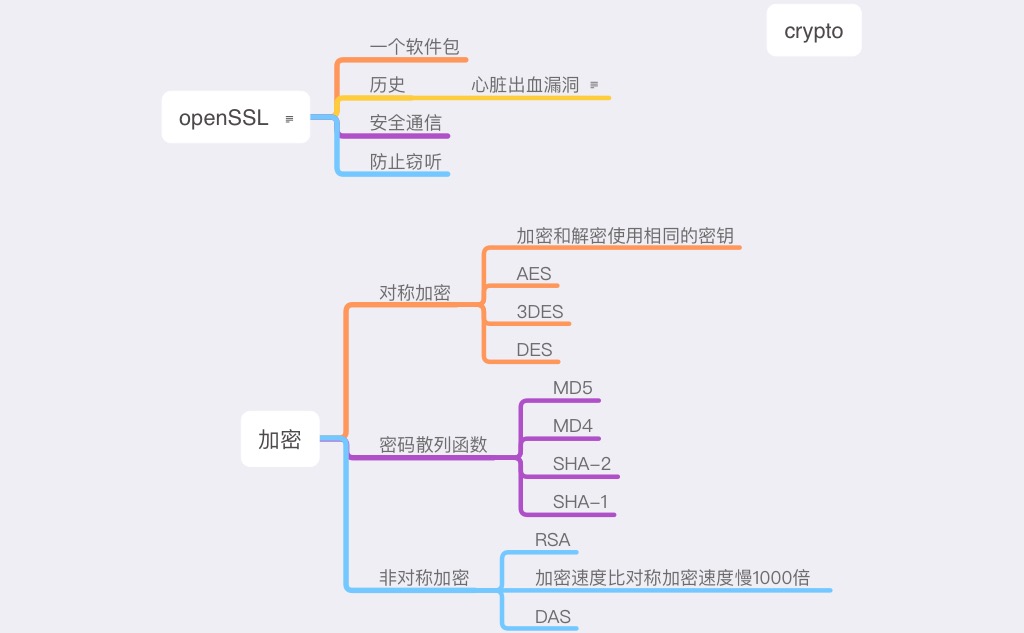 crypto
openSSL
一个软件包
历史
心脏出血漏洞
安全通信
防止窃听
加密
对称加密
加密和解密使用相同的密钥
AES
3DES
DES
密码散列函数
MD5
MD4
SHA-2
SHA-1
非对称加密
RSA
加密速度比对称加密速度慢1000倍
DAS